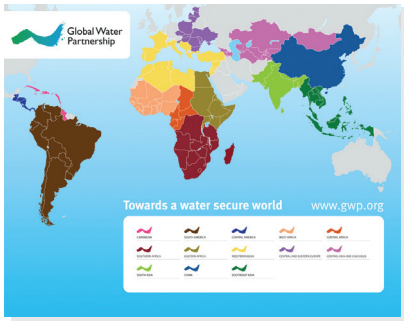 Global Water
Partnership
Towards a water secure world
www.gwp.org
CARIBBEAN
SOUTH AMERICA
CENTRAL AMERICA
WEST AFRICA
CENTRAL AFRICA
SOUTHERN AFRICA
EASTERN AFRICA
MEDITERRANEAN
CENTRAL AND EASTERN EUROPE
CENTRAL ASIA AND CAUCASUS
SOUTH ASIA
CHINA
SOUTHEAST ASIA